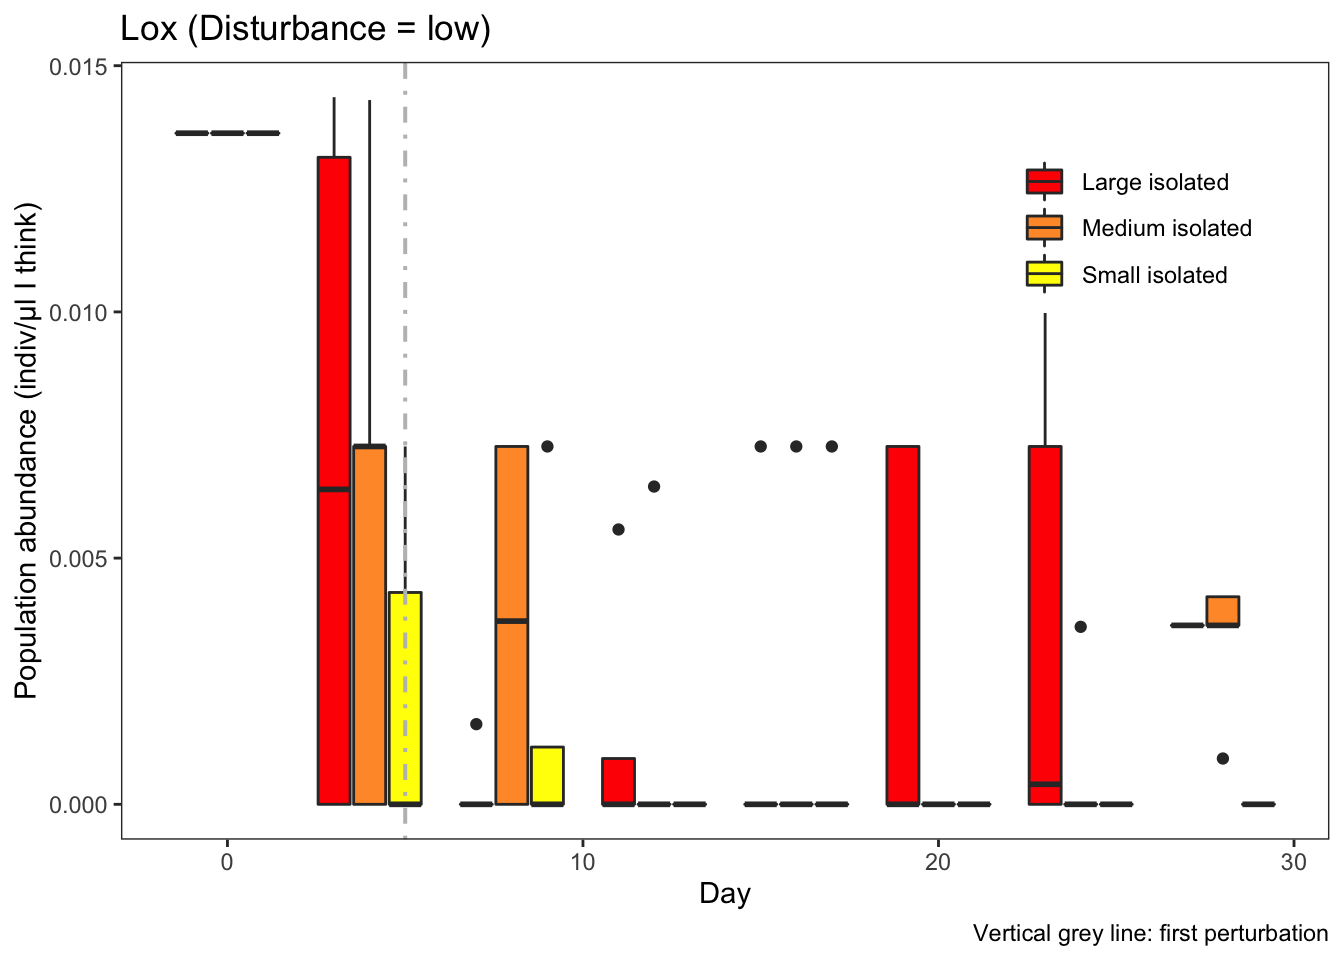 Lox (Disturbance = low)
Population abundance (indiv/µl I think)
0.015
0.010
0.005
0.000
Large isolated
Medium isolated
Small isolated
0
10
20
30
Day
Vertical grey line: first perturbation